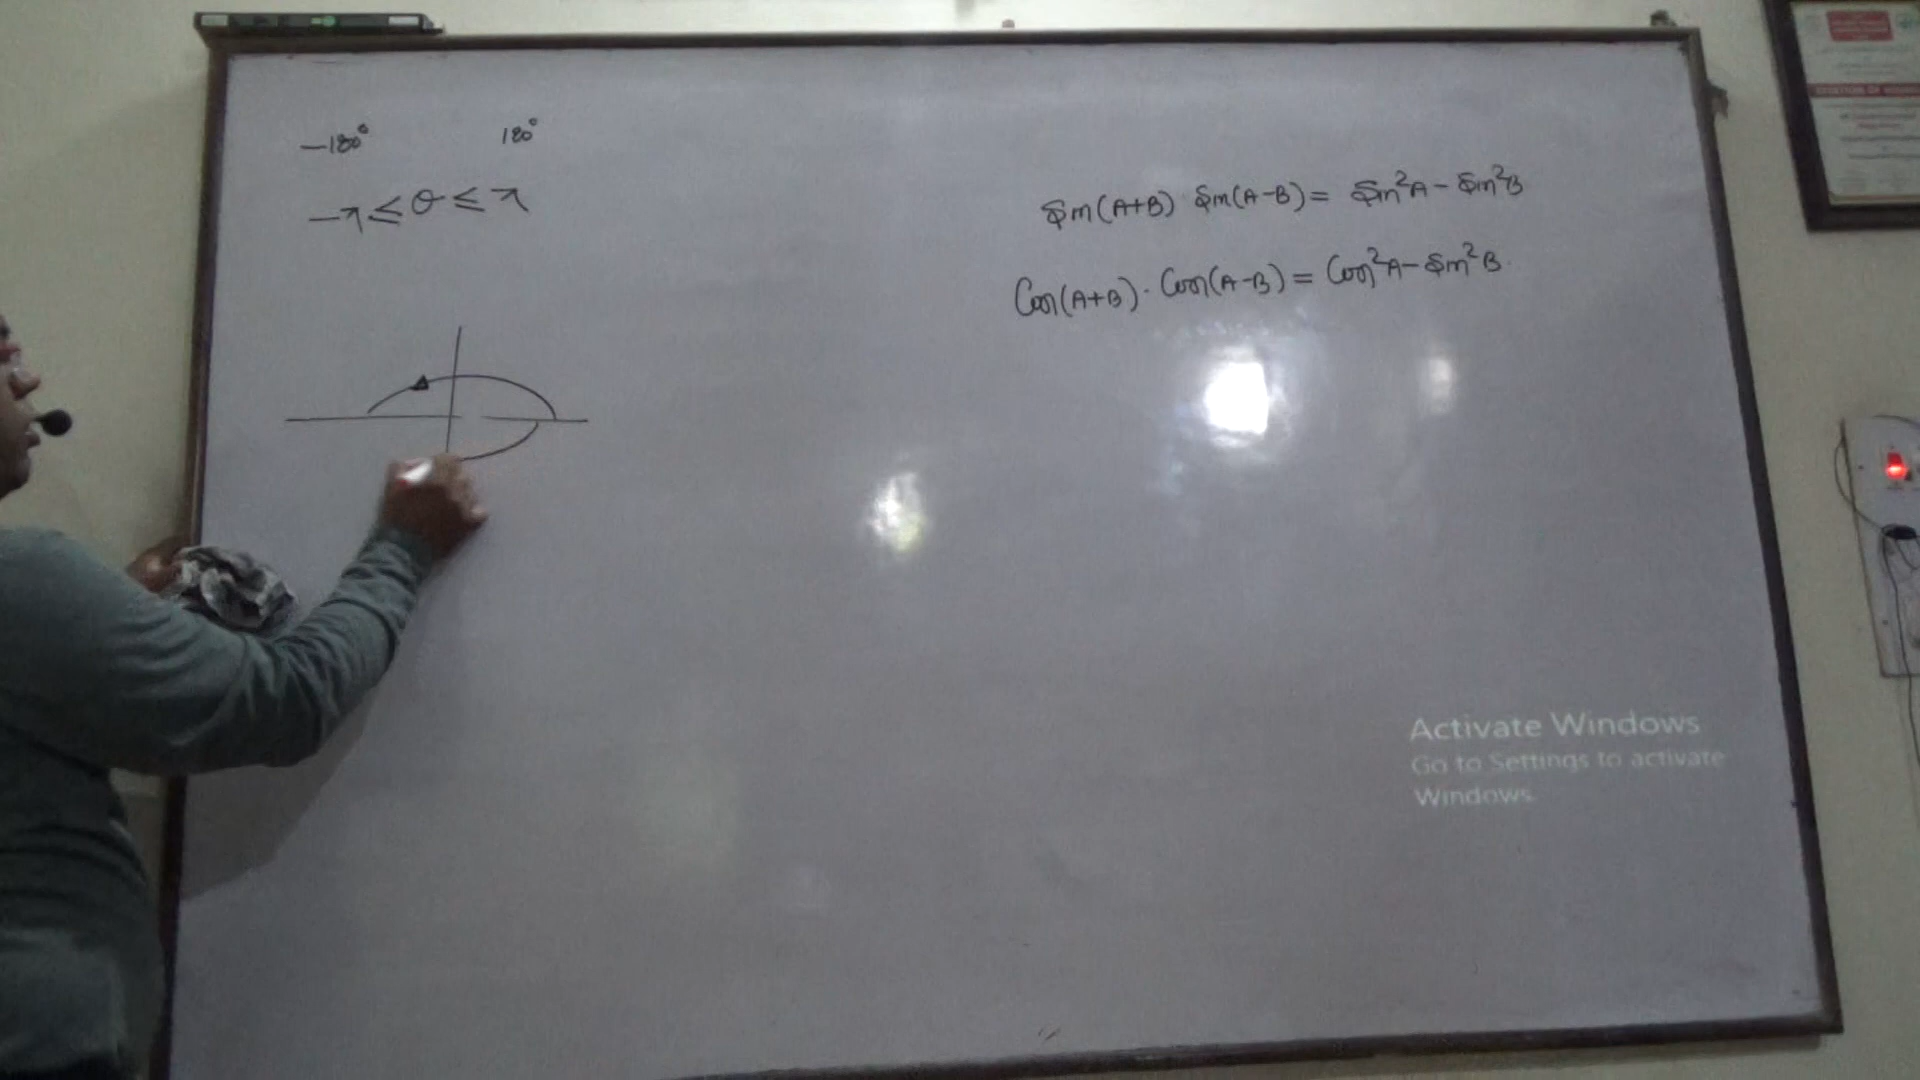 −180° 180°
−π ≤ θ ≤ π
Sin(A+B) Sin(A−B) = Sin²A − Sin²B
Cos(A+B) · Cos(A−B) = Cos²A − Sin²B.
Activate Windows
Go to Settings to activate
Windows.